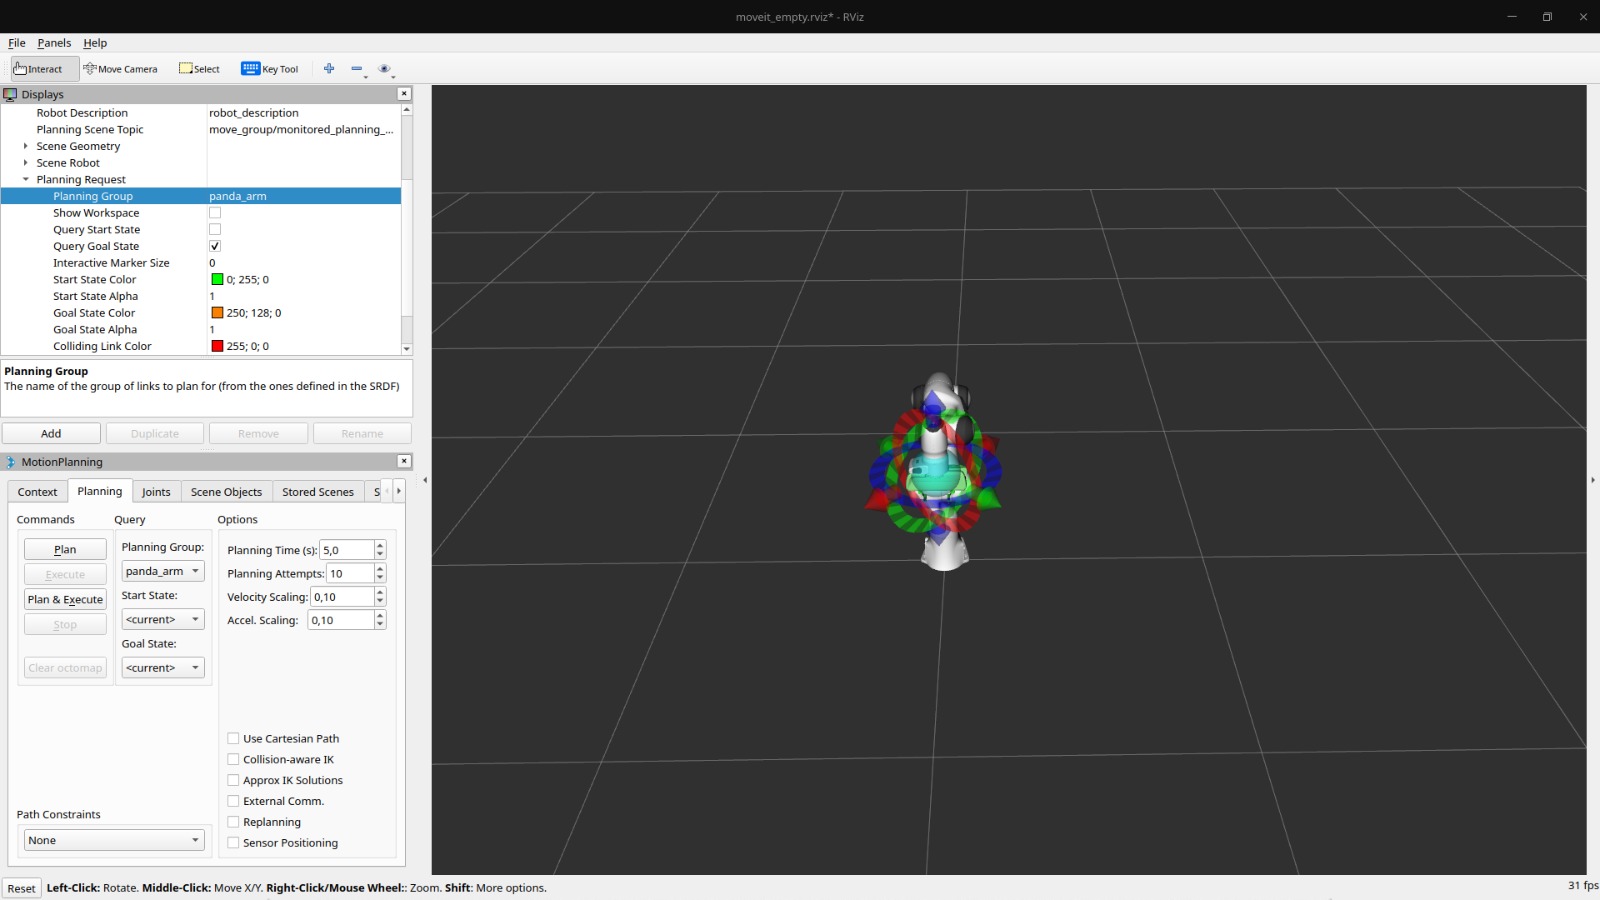 moveit_empty.rviz* - RViz
File Panels Help
Interact Move Camera Select Key Tool
Displays
Robot Description robot_description
Planning Scene Topic move_group/monitored_planning_...
Scene Geometry
Scene Robot
Planning Request
Planning Group panda_arm
Show Workspace
Query Start State
Query Goal State
Interactive Marker Size 0
Start State Color 0; 255; 0
Start State Alpha 1
Goal State Color 250; 128; 0
Goal State Alpha 1
Colliding Link Color 255; 0; 0
Planning Group
The name of the group of links to plan for (from the ones defined in the SRDF)
Add Duplicate Remove Rename
MotionPlanning
Context Planning Joints Scene Objects Stored Scenes S
Commands Query Options
Plan
Execute
Plan & Execute
Stop
Clear octomap
Planning Group:
panda_arm
Start State:
<current>
Goal State:
<current>
Planning Time (s): 5,0
Planning Attempts: 10
Velocity Scaling: 0,10
Accel. Scaling: 0,10
Use Cartesian Path
Collision-aware IK
Approx IK Solutions
External Comm.
Replanning
Sensor Positioning
Path Constraints
None
Reset Left-Click: Rotate. Middle-Click: Move X/Y. Right-Click/Mouse Wheel:: Zoom. Shift: More options. 31 fps